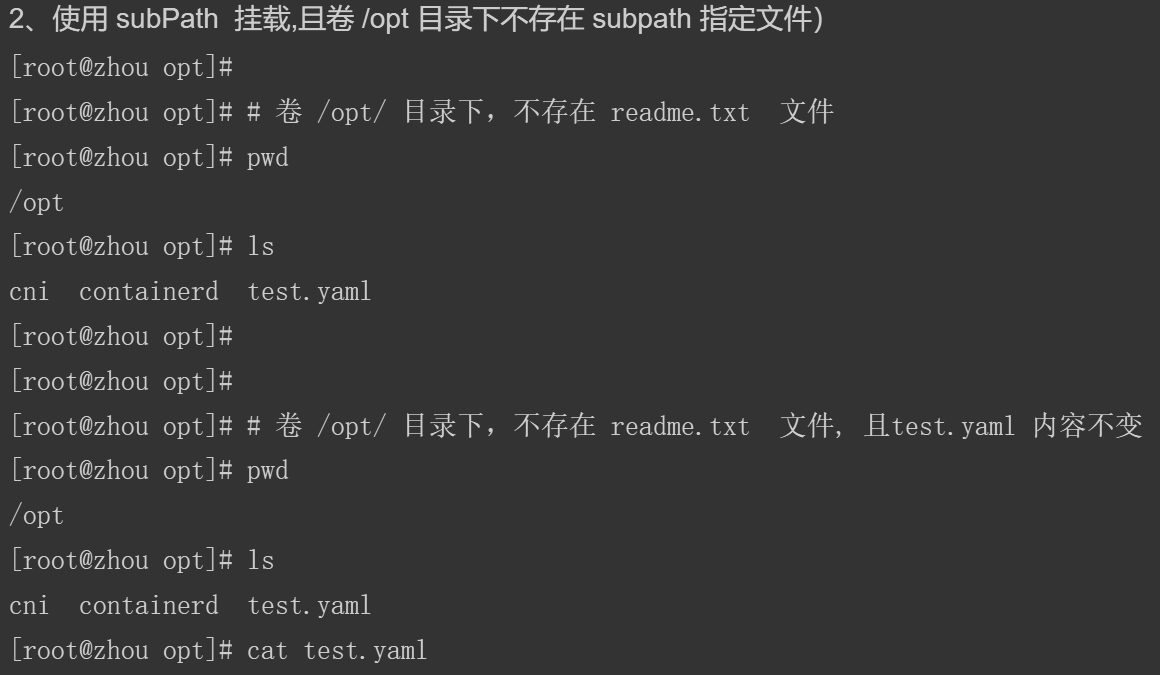 2、使用 subPath  挂载,且卷 /opt 目录下不存在 subpath 指定文件）
[root@zhou opt]#
[root@zhou opt]# # 卷 /opt/ 目录下，不存在 readme.txt  文件
[root@zhou opt]# pwd
/opt
[root@zhou opt]# ls
cni  containerd  test.yaml
[root@zhou opt]#
[root@zhou opt]#
[root@zhou opt]# # 卷 /opt/ 目录下，不存在 readme.txt  文件, 且test.yaml 内容不变
[root@zhou opt]# pwd
/opt
[root@zhou opt]# ls
cni  containerd  test.yaml
[root@zhou opt]# cat test.yaml